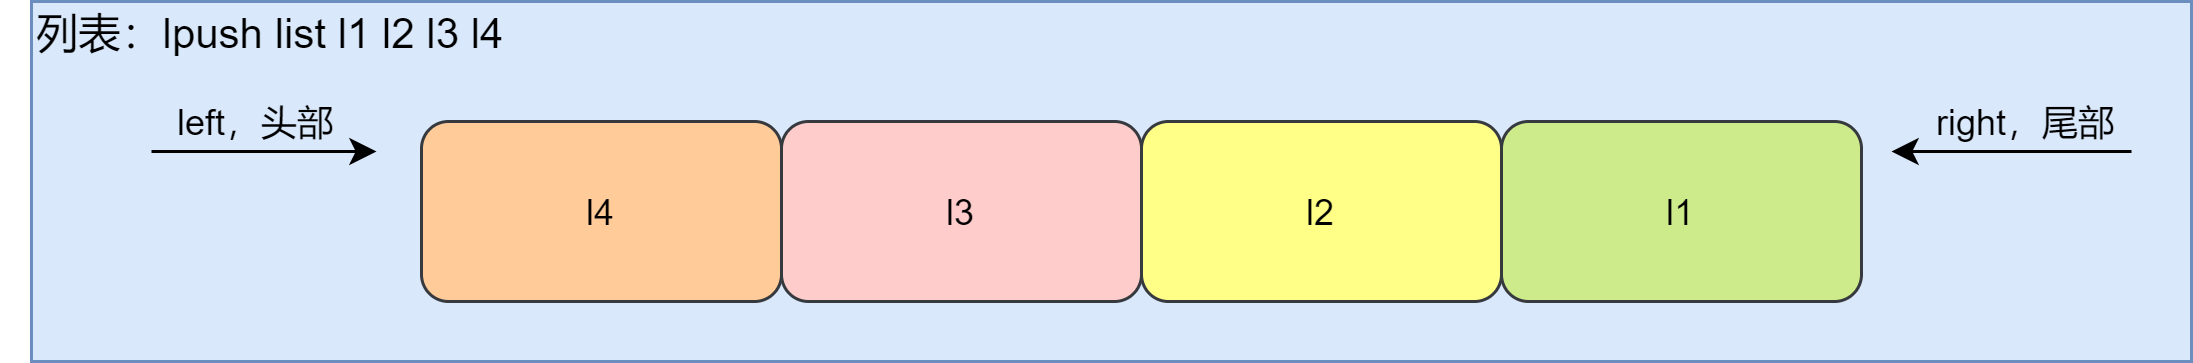 列表：lpush list l1 l2 l3 l4
left，头部
right，尾部
l4
l3
l2
l1